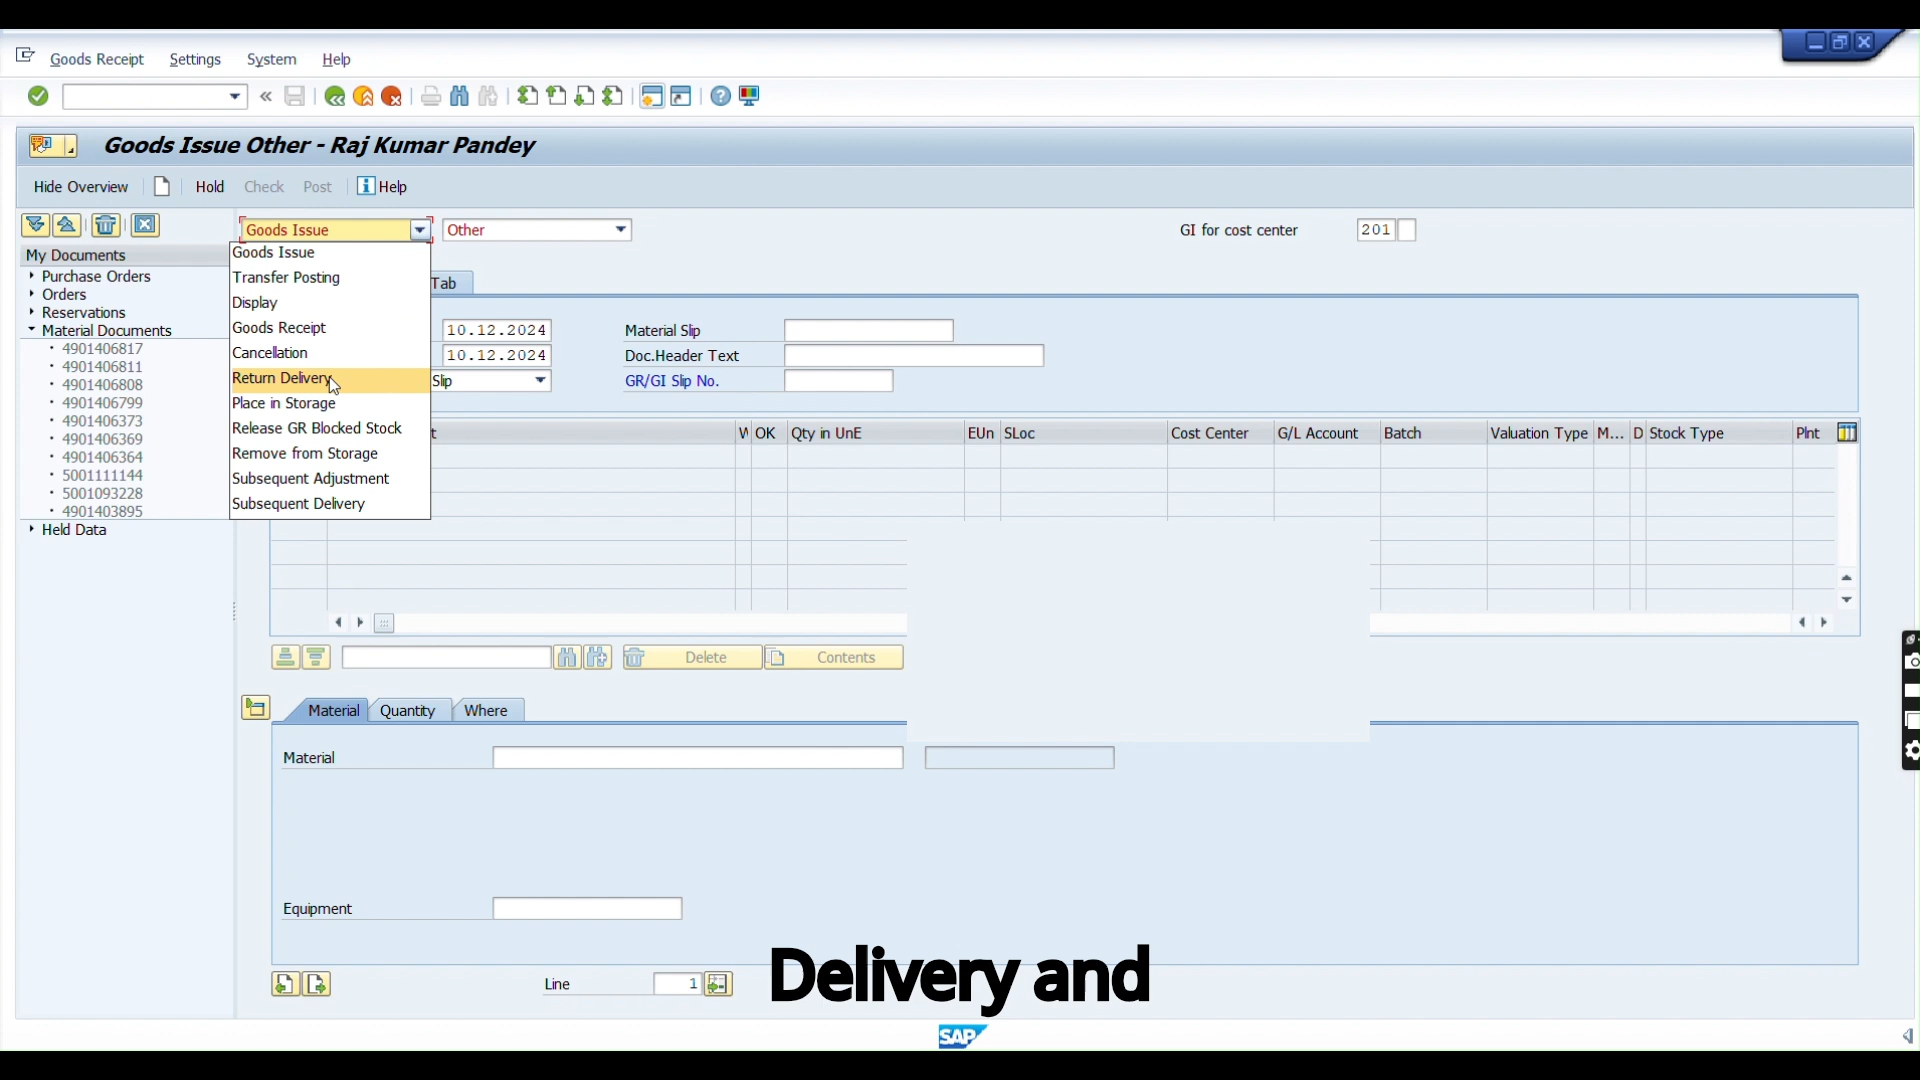 Goods Receipt Settings System Help
Goods Issue Other - Raj Kumar Pandey
Hide Overview Hold Check Post Help
Goods Issue Other GI for cost center 201
My Documents
Purchase Orders
Orders
Reservations
Material Documents
4901406817
4901406811
4901406808
4901406799
4901406373
4901406369
4901406364
5001111144
5001093228
4901403895
Held Data
Goods Issue
Transfer Posting
Display
Goods Receipt
Cancellation
Return Delivery
Place in Storage
Release GR Blocked Stock
Remove from Storage
Subsequent Adjustment
Subsequent Delivery
Tab
10.12.2024 Material Slip
10.12.2024 Doc.Header Text
Slip GR/GI Slip No.
t W OK Qty in UnE EUn SLoc Cost Center G/L Account Batch Valuation Type M... D Stock Type Plnt
Delete Contents
Material Quantity Where
Material
Equipment
Line 1
Delivery and
SAP